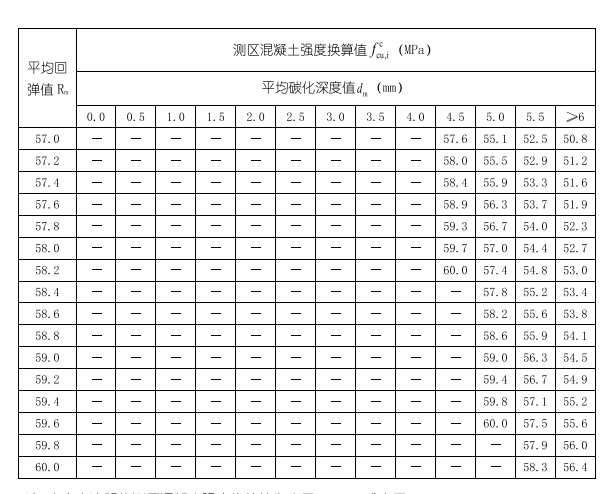 测区混凝土强度换算值 f^c_{cu,i} (MPa)
平均回
弹值 Rₘ
平均碳化深度值 dₘ (mm)
0.0 0.5 1.0 1.5 2.0 2.5 3.0 3.5 4.0 4.5 5.0 5.5 ≥6
57.0 — — — — — — — — — 57.6 55.1 52.5 50.8
57.2 — — — — — — — — — 58.0 55.5 52.9 51.2
57.4 — — — — — — — — — 58.4 55.9 53.3 51.6
57.6 — — — — — — — — — 58.9 56.3 53.7 51.9
57.8 — — — — — — — — — 59.3 56.7 54.0 52.3
58.0 — — — — — — — — — 59.7 57.0 54.4 52.7
58.2 — — — — — — — — — 60.0 57.4 54.8 53.0
58.4 — — — — — — — — — — 57.8 55.2 53.4
58.6 — — — — — — — — — — 58.2 55.6 53.8
58.8 — — — — — — — — — — 58.6 55.9 54.1
59.0 — — — — — — — — — — 59.0 56.3 54.5
59.2 — — — — — — — — — — 59.4 56.7 54.9
59.4 — — — — — — — — — — 59.8 57.1 55.2
59.6 — — — — — — — — — — 60.0 57.5 55.6
59.8 — — — — — — — — — — — 57.9 56.0
60.0 — — — — — — — — — — — 58.3 56.4